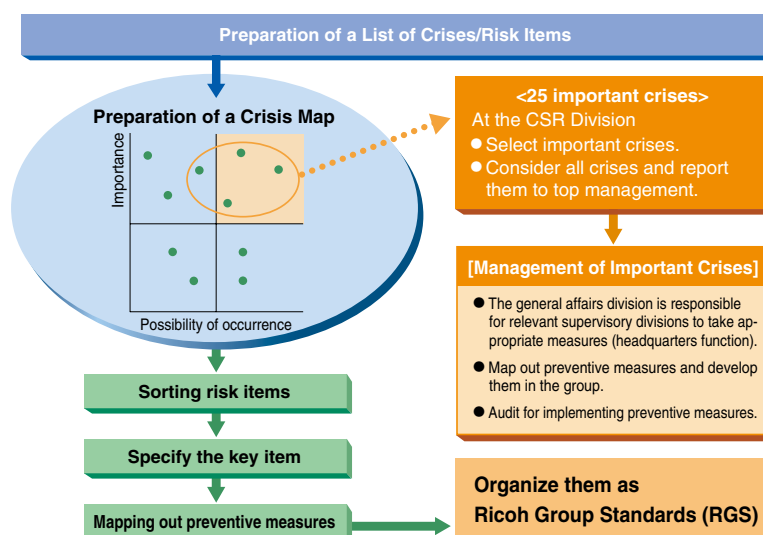 Preparation of a List of Crises/Risk Items
Preparation of a Crisis Map
Importance
Possibility of occurrence
Sorting risk items
Specify the key item
Mapping out preventive measures
<25 important crises>
At the CSR Division
● Select important crises.
● Consider all crises and report
them to top management.
[Management of Important Crises]
● The general affairs division is responsible
for relevant supervisory divisions to take ap-
propriate measures (headquarters function).
● Map out preventive measures and develop
them in the group.
● Audit for implementing preventive measures.
Organize them as
Ricoh Group Standards (RGS)